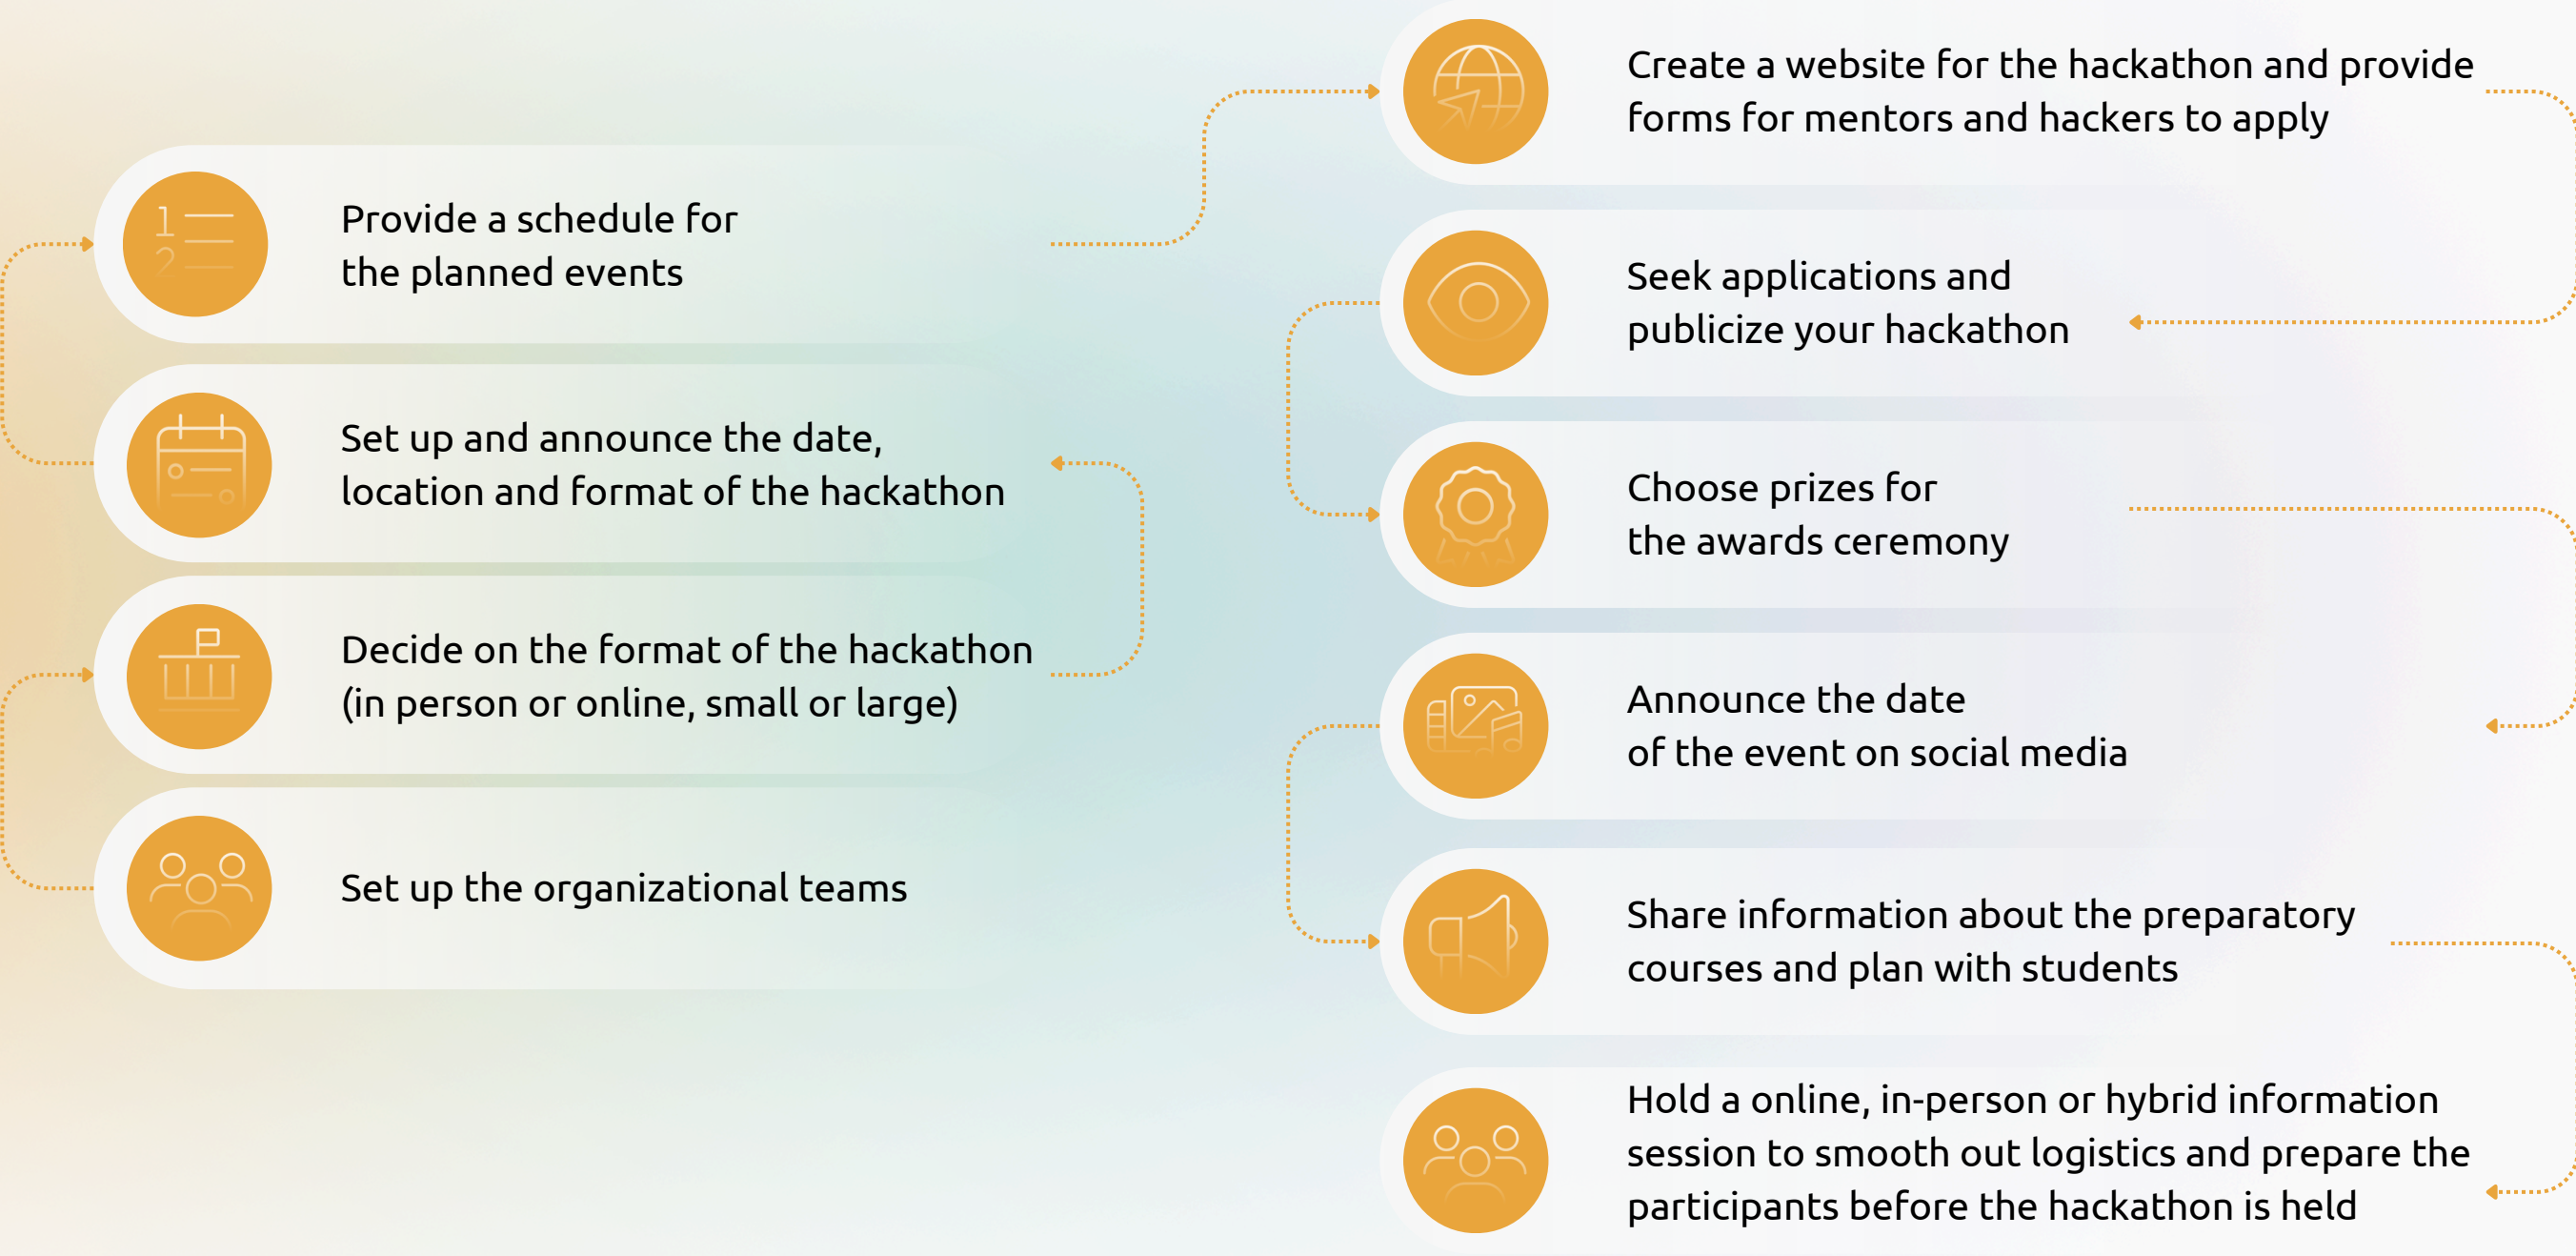 Provide a schedule for
the planned events
Set up and announce the date,
location and format of the hackathon
Decide on the format of the hackathon
(in person or online, small or large)
Set up the organizational teams
Create a website for the hackathon and provide
forms for mentors and hackers to apply
Seek applications and
publicize your hackathon
Choose prizes for
the awards ceremony
Announce the date
of the event on social media
Share information about the preparatory
courses and plan with students
Hold a online, in-person or hybrid information
session to smooth out logistics and prepare the
participants before the hackathon is held